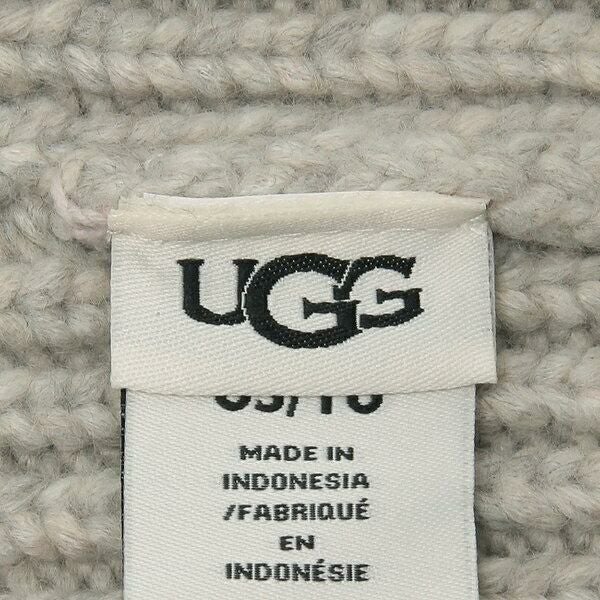 UGG
MADE IN
INDONESIA
/FABRIQUÉ
EN
INDONÉSIE